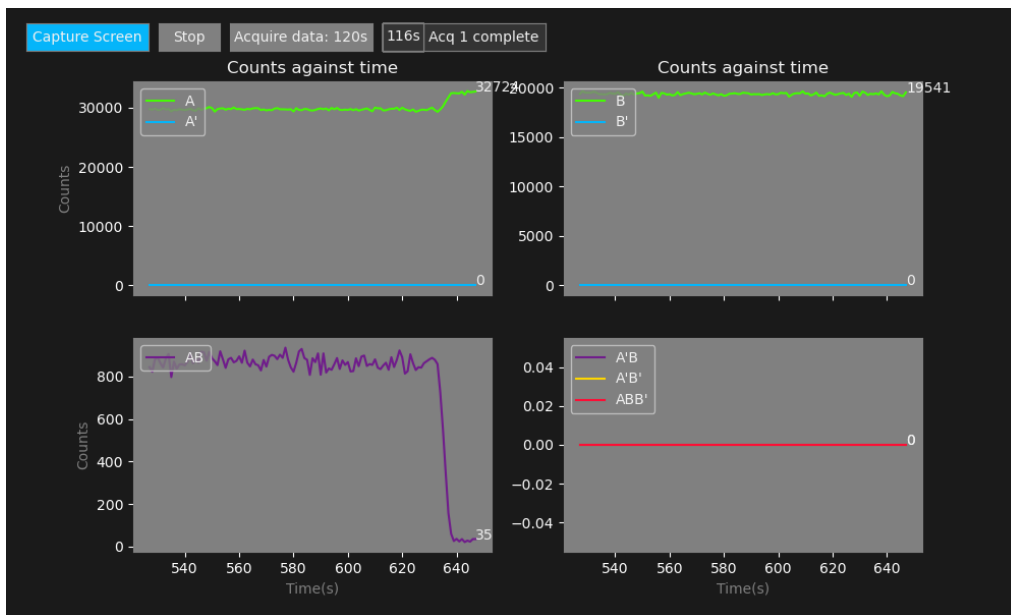 Capture Screen Stop Acquire data: 120s 116s Acq 1 complete
Counts against time
32724
A
A'
30000
20000
10000
0
Counts
0
Counts against time
19541
B
B'
20000
15000
10000
5000
0
0
AB
800
600
400
200
0
Counts
35
540 560 580 600 620 640
Time(s)
A'B
A'B'
ABB'
0.04
0.02
0.00
−0.02
−0.04
0
540 560 580 600 620 640
Time(s)